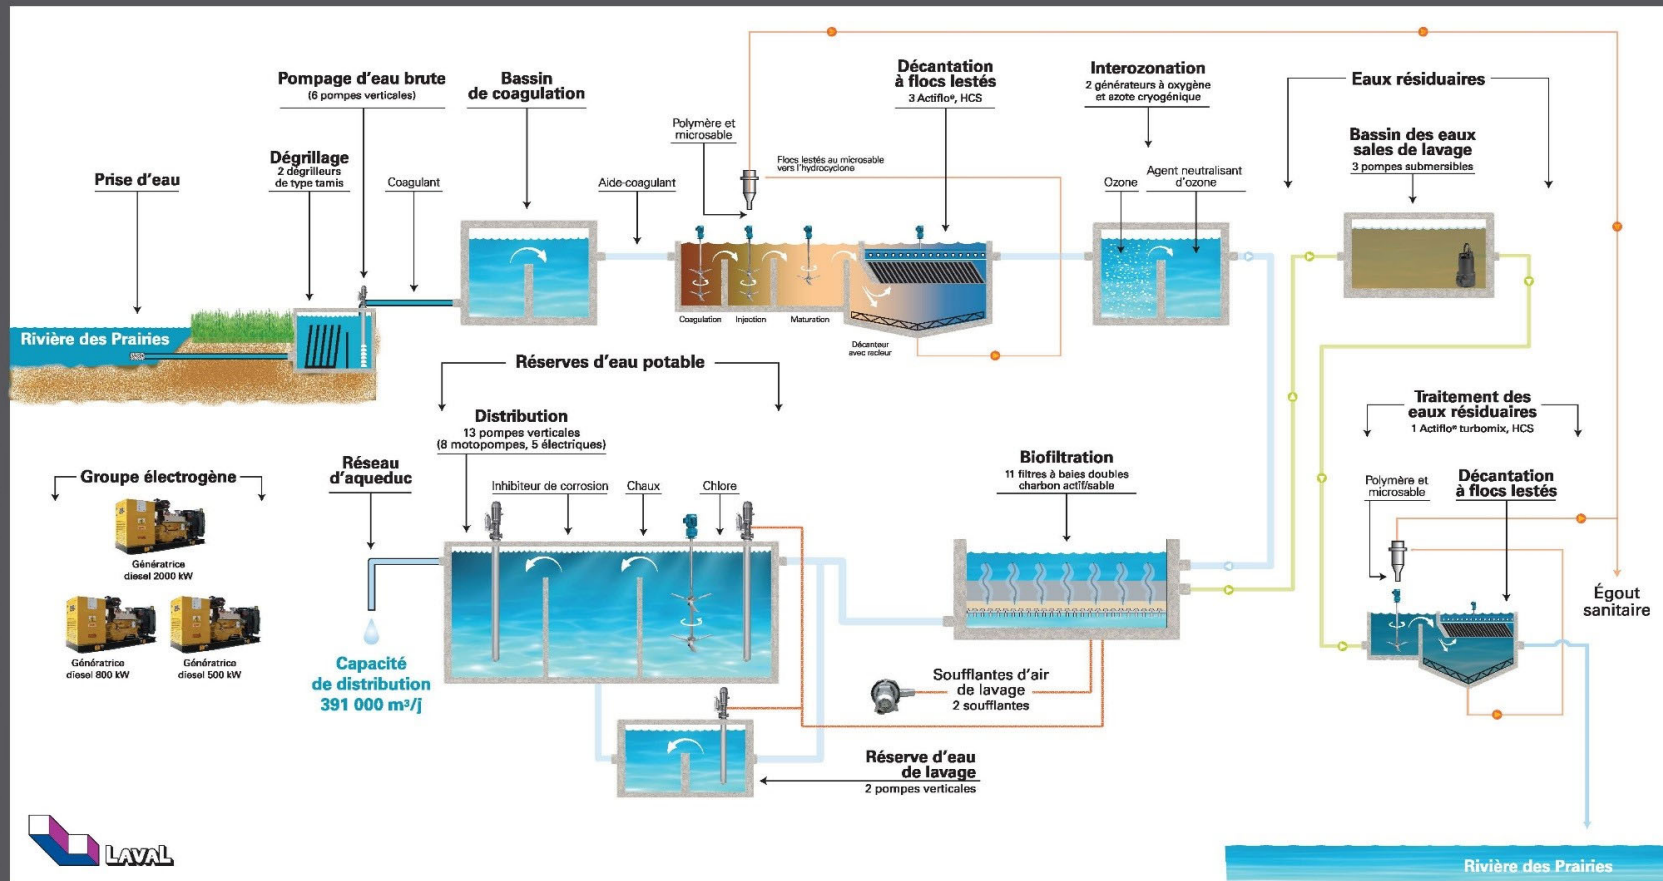 Pompage d'eau brute
(6 pompes verticales)
Bassin
de coagulation
Décantation
à flocs lestés
3 Actiflo®, HCS
Interozonation
2 générateurs à oxygène
et azote cryogénique
Eaux résiduaires
Polymère et
microsable
Bassin des eaux
sales de lavage
3 pompes submersibles
Dégrillage
2 dégrilleurs
de type tamis
Prise d'eau
Coagulant
Aide-coagulant
Flocs lestés au microsable
vers l'hydrocyclone
Ozone
Agent neutralisant
d'ozone
Rivière des Prairies
Coagulation
Injection
Maturation
Décanteur
avec racleur
Réserves d'eau potable
Distribution
13 pompes verticales
(8 motopompes, 5 électriques)
Traitement des
eaux résiduaires
1 Actiflo® turbomix, HCS
Groupe électrogène
Réseau
d'aqueduc
Inhibiteur de corrosion
Chaux
Chlore
Biofiltration
11 filtres à baies doubles
charbon actif/sable
Polymère et
microsable
Décantation
à flocs lestés
Génératrice
diesel 2000 kW
Génératrice
diesel 800 kW
Génératrice
diesel 500 kW
Égout
sanitaire
Capacité
de distribution
391 000 m³/j
Soufflantes d'air
de lavage
2 soufflantes
Réserve d'eau
de lavage
2 pompes verticales
LAVAL
Rivière des Prairies